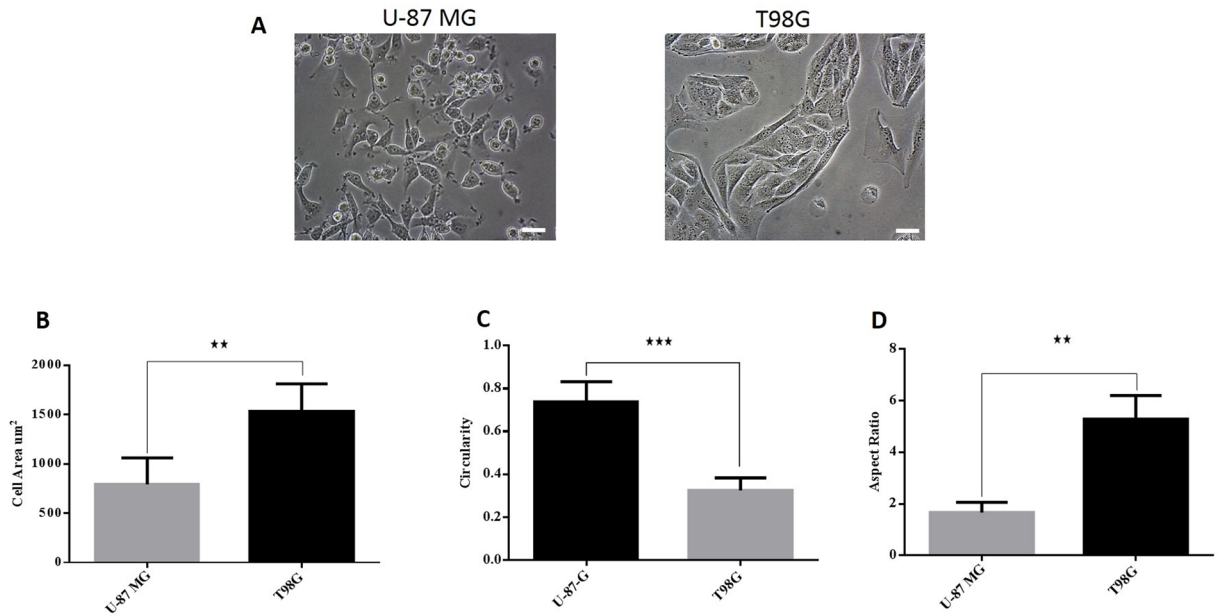 A
U-87 MG
T98G
B
★★
2000
1500
1000
500
0
Cell Area um²
U-87 MG
T98G
C
★★★
1.0
0.8
0.6
0.4
0.2
0.0
Circularity
U-87-G
T98G
D
★★
8
6
4
2
0
Aspect Ratio
U-87 MG
T98G